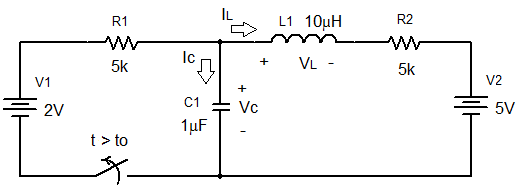 IL
R1
L1 10μH
R2
5k
Ic
+ VL -
5k
V1
2V
C1
1μF
+
Vc
-
V2
5V
t > to